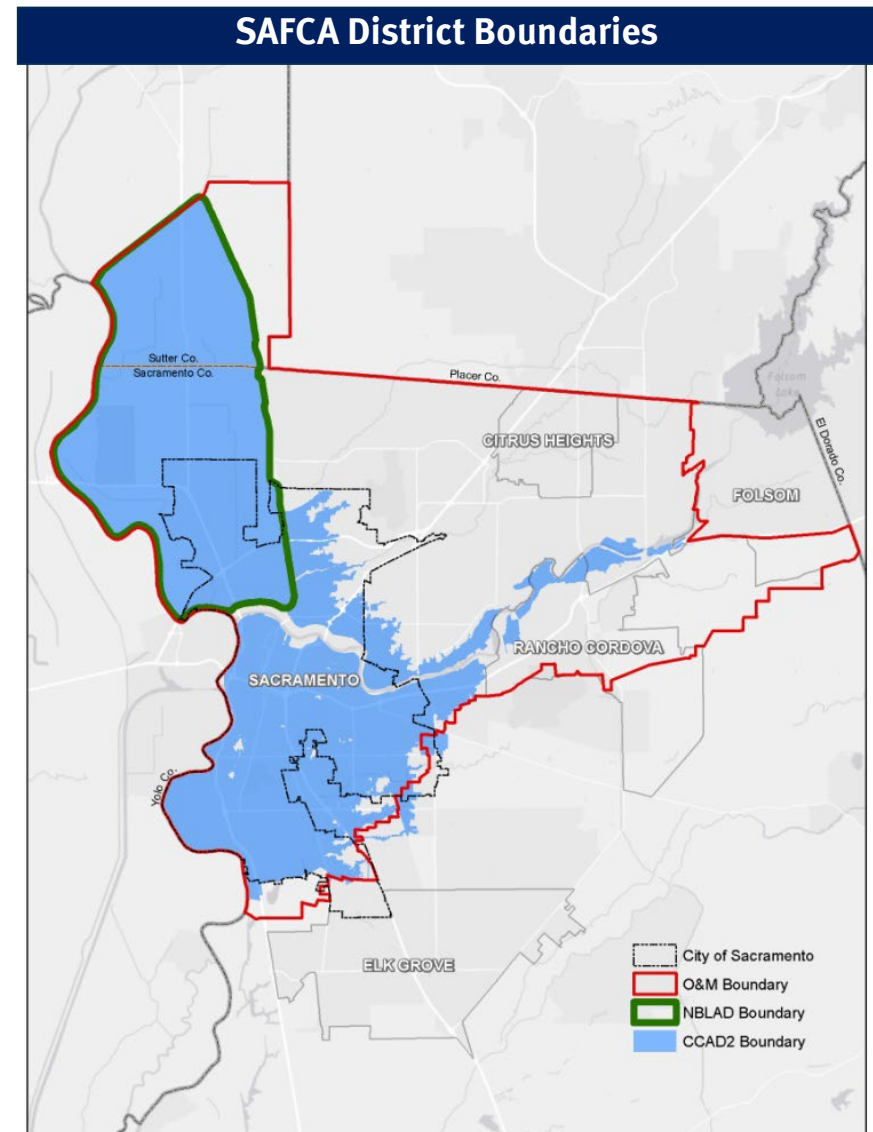 SAFCA District Boundaries
Sutter Co.
Sacramento Co.
Placer Co.
Folsom
Lake
CITRUS HEIGHTS
El Dorado Co.
FOLSOM
RANCHO CORDOVA
SACRAMENTO
Yolo Co.
ELK GROVE
City of Sacramento
O&M Boundary
NBLAD Boundary
CCAD2 Boundary